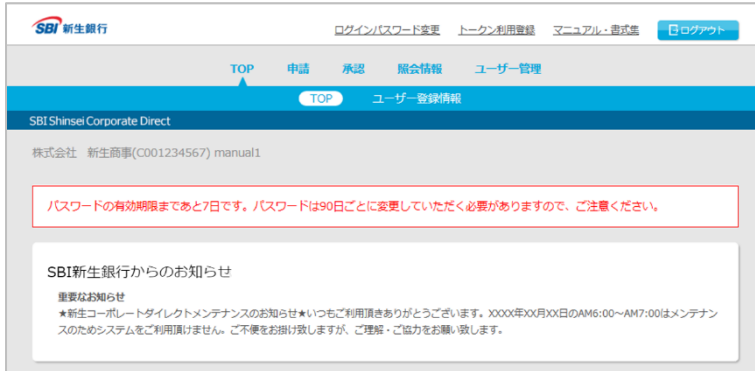 SBI 新生銀行
ログインパスワード変更 トークン利用登録 マニュアル・書式集 ログアウト
TOP 申請 承認 照会情報 ユーザー管理
TOP ユーザー登録情報
SBI Shinsei Corporate Direct
株式会社 新生商事(C001234567) manual1
パスワードの有効期限まであと7日です。パスワードは90日ごとに変更していただく必要がありますので、ご注意ください。
SBI新生銀行からのお知らせ
重要なお知らせ
★新生コーポレートダイレクトメンテナンスのお知らせ★いつもご利用頂きありがとうございます。XXXX年XX月XX日のAM6:00～AM7:00はメンテナン
スのためシステムをご利用頂けません。ご不便をお掛け致しますが、ご理解・ご協力をお願い致します。